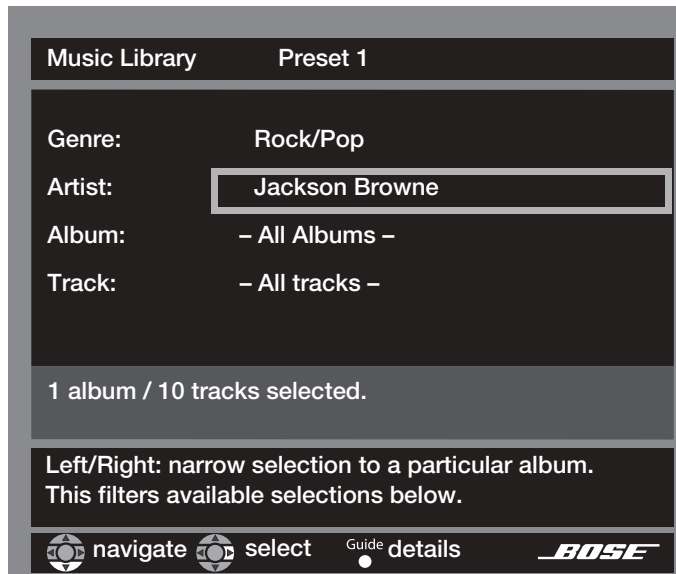 Music Library Preset 1
Genre: Rock/Pop
Artist: Jackson Browne
Album: – All Albums –
Track: – All tracks –
1 album / 10 tracks selected.
Left/Right: narrow selection to a particular album.
This filters available selections below.
navigate select Guide details BOSE